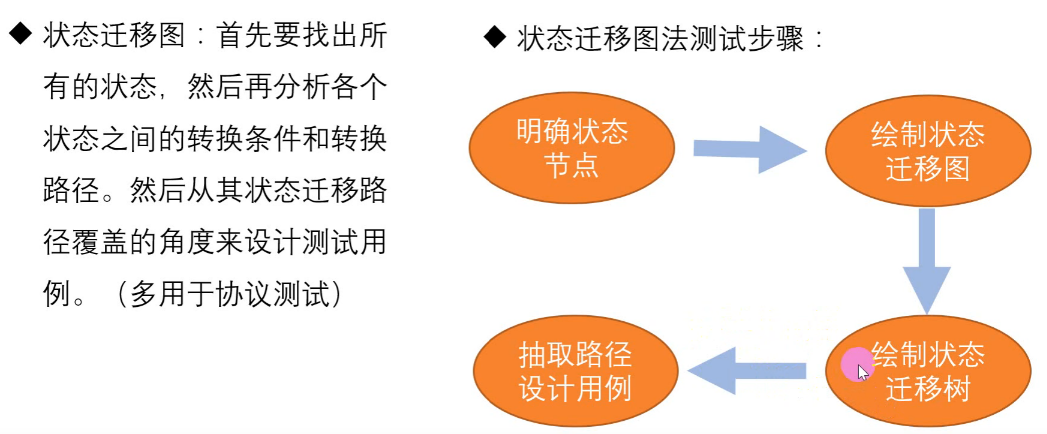 ◆ 状态迁移图：首先要找出所
有的状态，然后再分析各个
状态之间的转换条件和转换
路径。然后从其状态迁移路
径覆盖的角度来设计测试用
例。（多用于协议测试）
◆ 状态迁移图法测试步骤：
明确状态
节点
绘制状态
迁移图
绘制状态
迁移树
抽取路径
设计用例